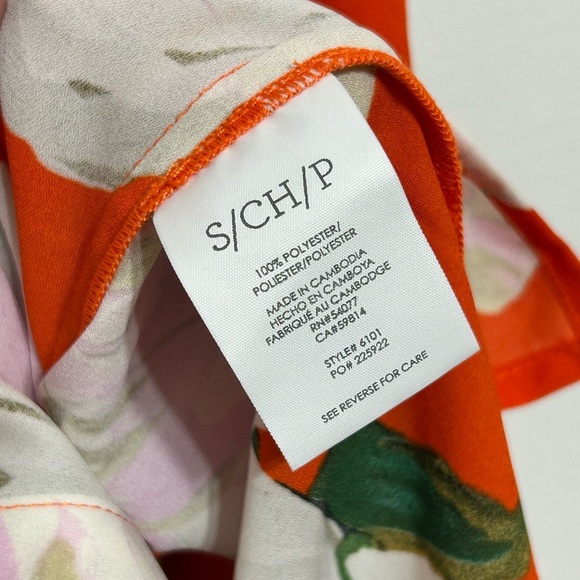 S/CH/P
100% POLYESTER/
POLIESTER/POLYESTER
MADE IN CAMBODIA
HECHO EN CAMBOYA
FABRIQUÉ AU CAMBODGE
RN#54077
CA#59814
STYLE# 6101
PO# 225922
SEE REVERSE FOR CARE